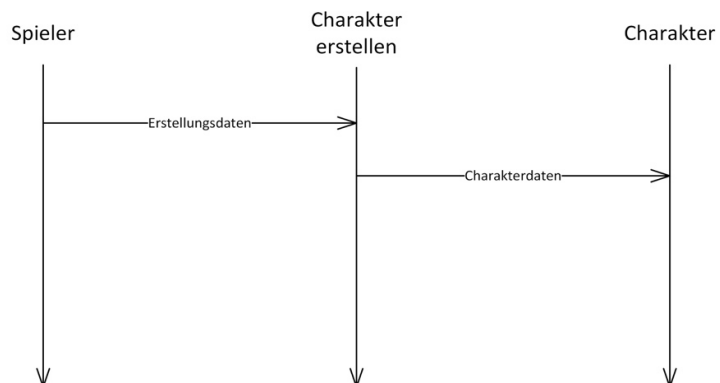 Spieler
Charakter
erstellen
Charakter
Erstellungsdaten
Charakterdaten